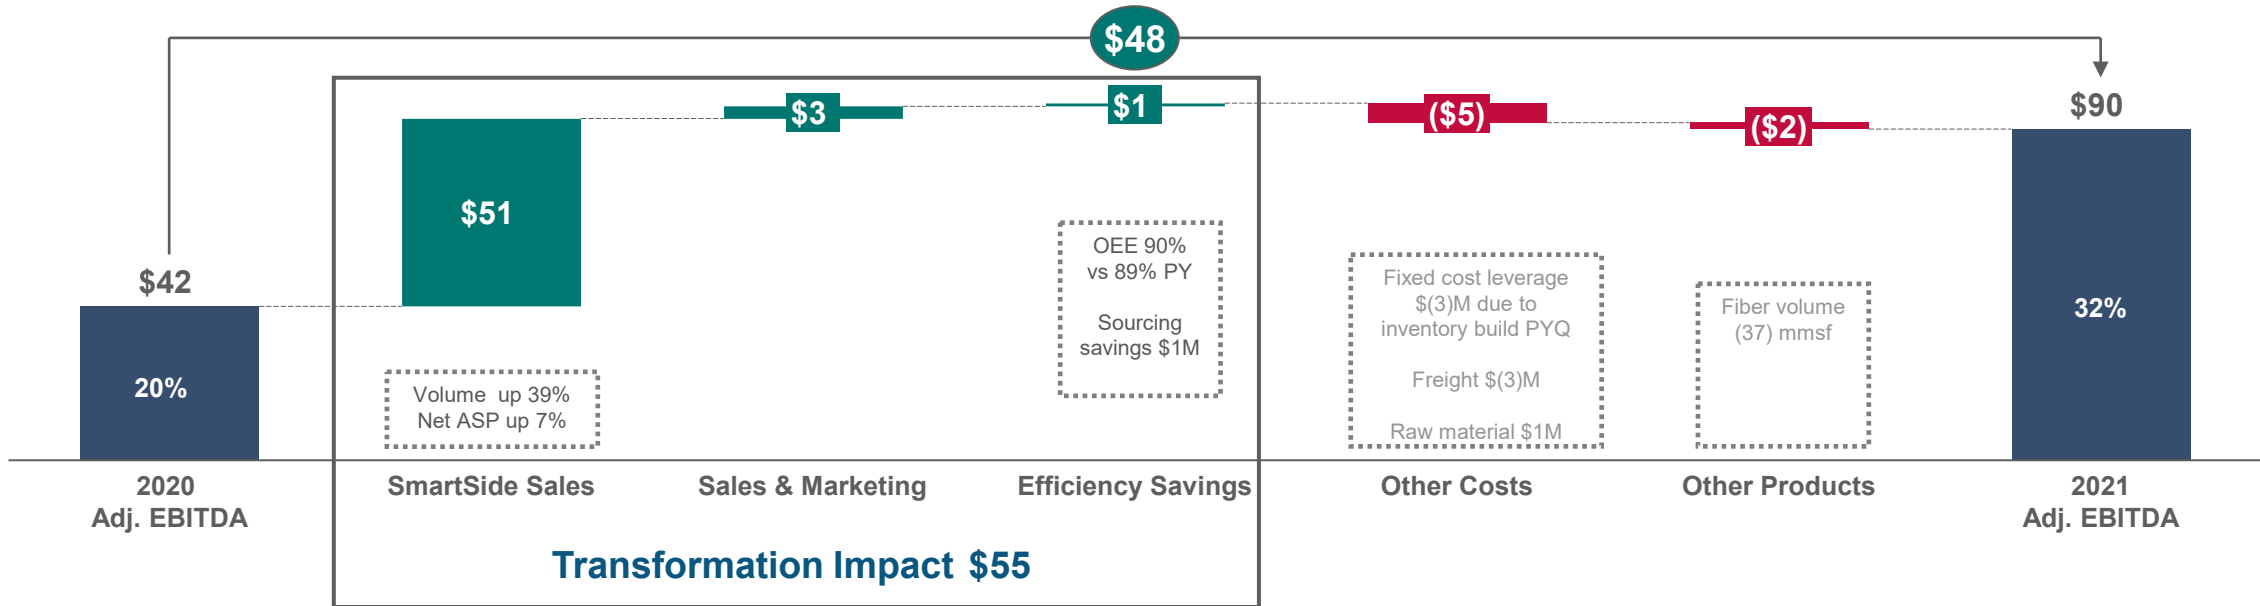 $48
$42
20%
$51
Volume  up 39%
Net ASP up 7%
$3
$1
OEE 90%
vs 89% PY
Sourcing
savings $1M
($5)
Fixed cost leverage
$(3)M due to
inventory build PYQ
Freight $(3)M
Raw material $1M
($2)
Fiber volume
(37) mmsf
$90
32%
2020
Adj. EBITDA
SmartSide Sales
Sales & Marketing
Efficiency Savings
Other Costs
Other Products
2021
Adj. EBITDA
Transformation Impact $55